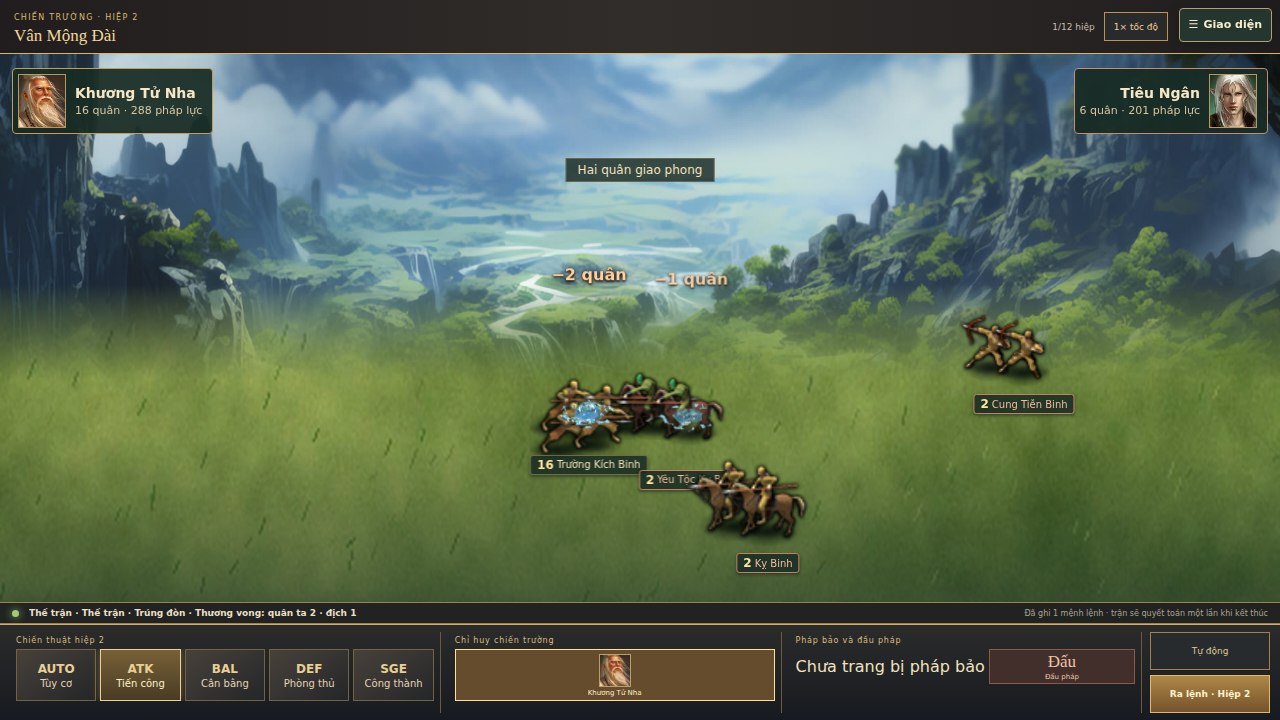 CHIẾN TRƯỜNG · HIỆP 2
Vân Mộng Đài
1/12 hiệp
1× tốc độ
☰ Giao diện
Khương Tử Nha
16 quân · 288 pháp lực
Tiêu Ngân
6 quân · 201 pháp lực
Hai quân giao phong
−2 quân
−1 quân
2 Cung Tiễn Binh
16 Trường Kích Binh
2 Yêu Tộc
2 Kỵ Binh
Thế trận · Thế trận · Trúng đòn · Thương vong: quân ta 2 · địch 1
Đã ghi 1 mệnh lệnh · trận sẽ quyết toán một lần khi kết thúc
Chiến thuật hiệp 2
AUTO
Tùy cơ
ATK
Tiến công
BAL
Cân bằng
DEF
Phòng thủ
SGE
Công thành
Chỉ huy chiến trường
Khương Tử Nha
Pháp bảo và đấu pháp
Chưa trang bị pháp bảo
Đấu
Đấu pháp
Tự động
Ra lệnh · Hiệp 2